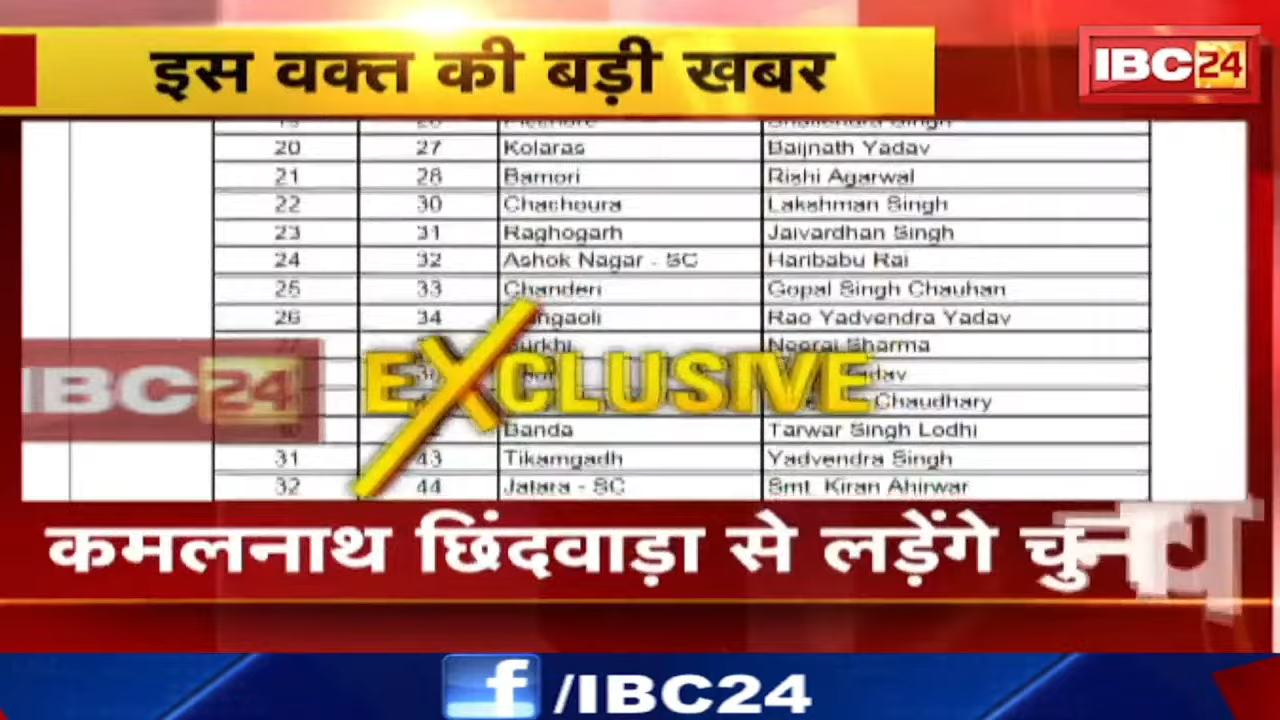 इस वक्त की बड़ी खबर
IBC24
20 27 Kolaras Baijnath Yadav
21 28 Bamori Rishi Agarwal
22 30 Chachoura Lakshman Singh
23 31 Raghogarh Jaivardhan Singh
24 32 Ashok Nagar - SC Haribabu Rai
25 33 Chanderi Gopal Singh Chauhan
26 34 Rao Yadvendra Yadav
Neeraj Sharma
IBC24 EXCLUSIVE
Chaudhary
Banda Tarwar Singh Lodhi
31 43 Tikamgadh Yadvendra Singh
32 44 Jatara - SC Smt. Kiran Ahirwar
कमलनाथ छिंदवाड़ा से लड़ेंगे
f /IBC24